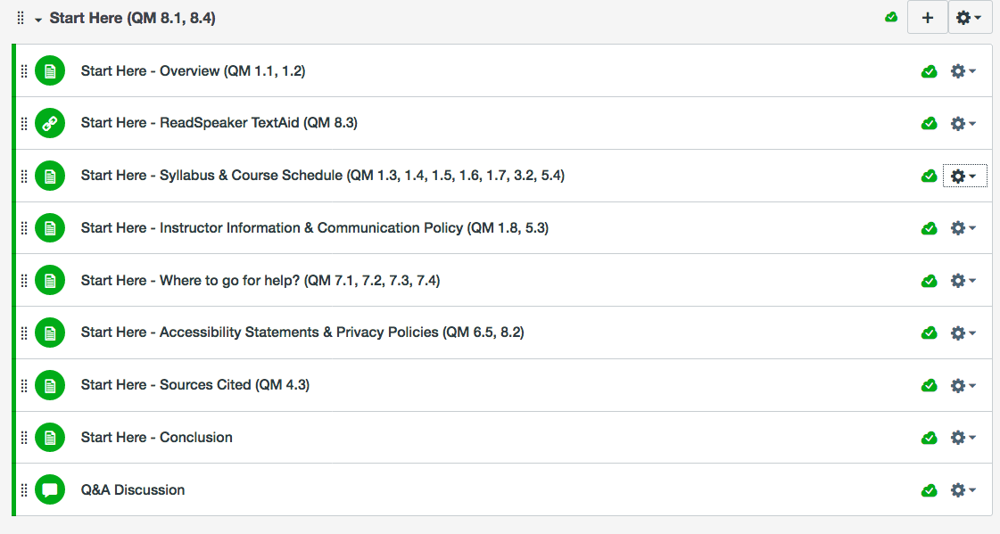 Start Here (QM 8.1, 8.4)
Start Here - Overview (QM 1.1, 1.2)
Start Here - ReadSpeaker TextAid (QM 8.3)
Start Here - Syllabus & Course Schedule (QM 1.3, 1.4, 1.5, 1.6, 1.7, 3.2, 5.4)
Start Here - Instructor Information & Communication Policy (QM 1.8, 5.3)
Start Here - Where to go for help? (QM 7.1, 7.2, 7.3, 7.4)
Start Here - Accessibility Statements & Privacy Policies (QM 6.5, 8.2)
Start Here - Sources Cited (QM 4.3)
Start Here - Conclusion
Q&A Discussion